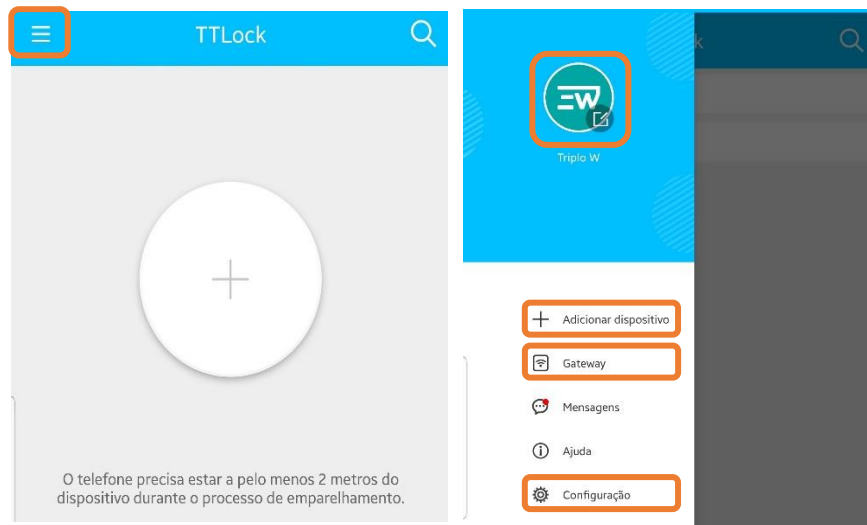 TTLock
O telefone precisa estar a pelo menos 2 metros do
dispositivo durante o processo de emparelhamento.
k
Triplo W
Adicionar dispositivo
Gateway
Mensagens
Ajuda
Configuração